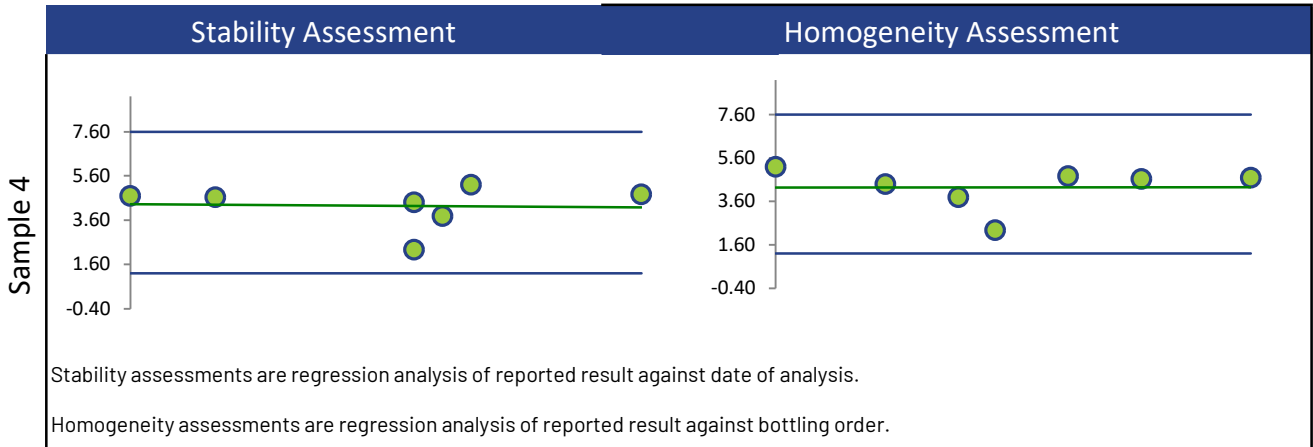 Stability Assessment
Homogeneity Assessment
Sample 4
7.60
5.60
3.60
1.60
-0.40
7.60
5.60
3.60
1.60
-0.40
Stability assessments are regression analysis of reported result against date of analysis.
Homogeneity assessments are regression analysis of reported result against bottling order.